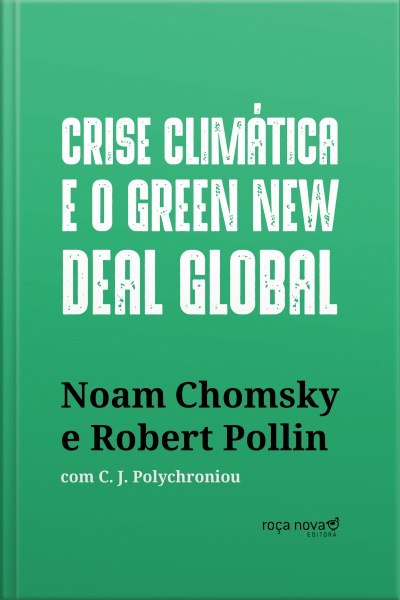 CRISE CLIMÁTICA
E O GREEN NEW
DEAL GLOBAL
Noam Chomsky
e Robert Pollin
com C. J. Polychroniou
roça nova
EDITORA